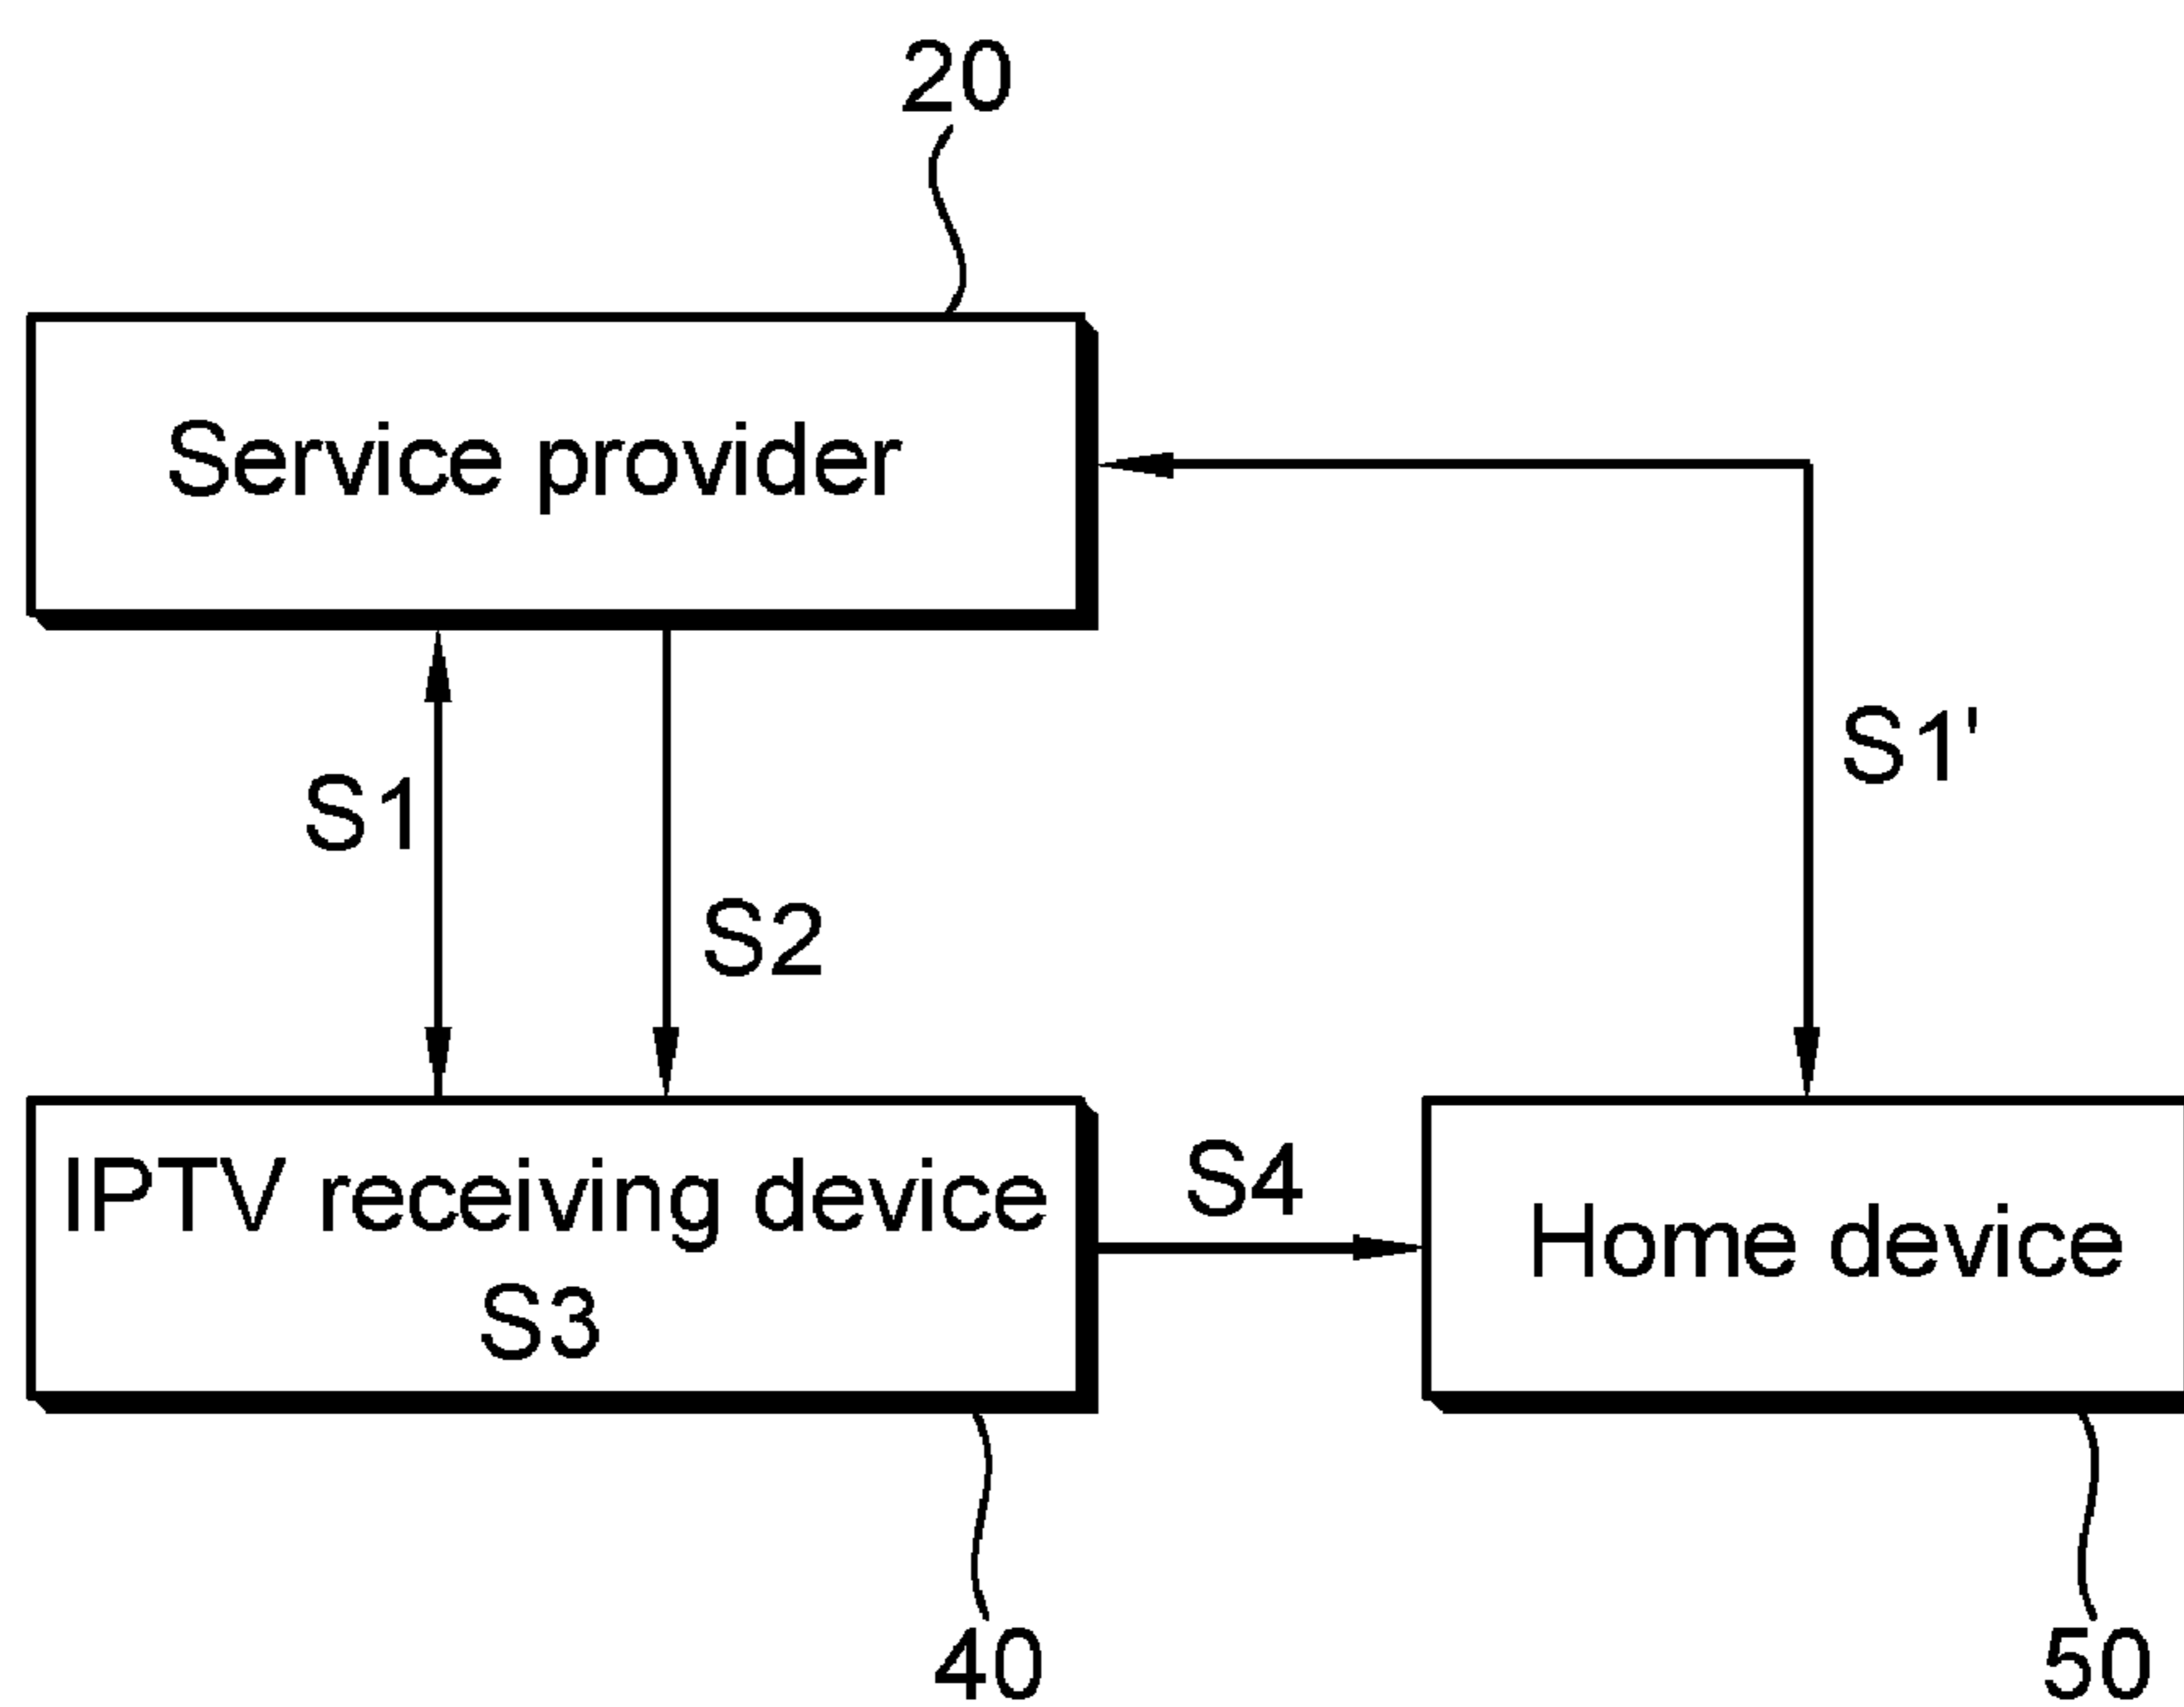 20
Service provider
S1'
S1
S2
IPTV receiving device
S3
S4
Home device
40
50